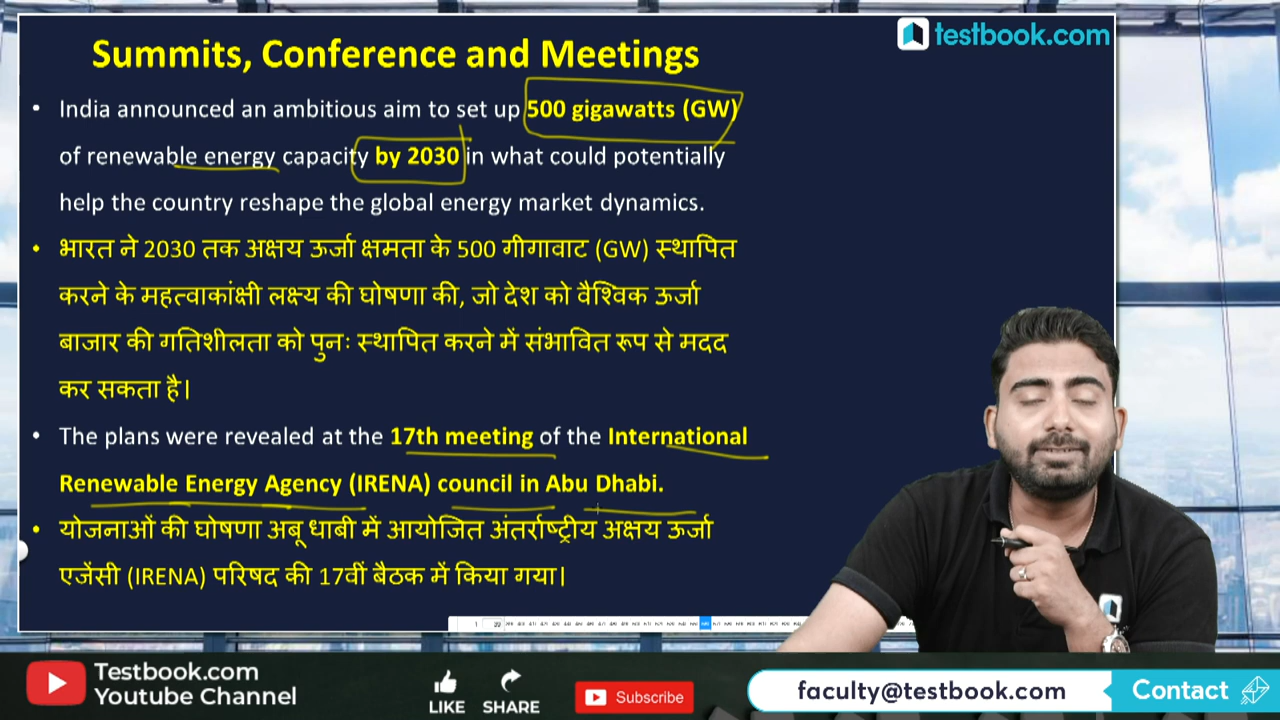 testbook.com
Summits, Conference and Meetings
• India announced an ambitious aim to set up 500 gigawatts (GW)
of renewable energy capacity by 2030 in what could potentially
help the country reshape the global energy market dynamics.
• भारत ने 2030 तक अक्षय ऊर्जा क्षमता के 500 गीगावाट (GW) स्थापित
करने के महत्वाकांक्षी लक्ष्य की घोषणा की, जो देश को वैश्विक ऊर्जा
बाजार की गतिशीलता को पुनः स्थापित करने में संभावित रूप से मदद
कर सकता है।
• The plans were revealed at the 17th meeting of the International
Renewable Energy Agency (IRENA) council in Abu Dhabi.
• योजनाओं की घोषणा अबू धाबी में आयोजित अंतर्राष्ट्रीय अक्षय ऊर्जा
एजेंसी (IRENA) परिषद की 17वीं बैठक में किया गया।
Testbook.com
Youtube Channel
LIKE SHARE
Subscribe
faculty@testbook.com
Contact